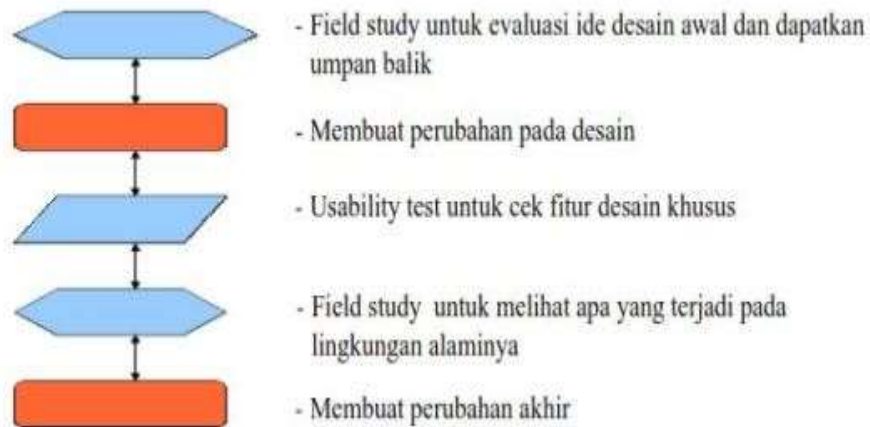 - Field study untuk evaluasi ide desain awal dan dapatkan
umpan balik
- Membuat perubahan pada desain
- Usability test untuk cek fitur desain khusus
- Field study untuk melihat apa yang terjadi pada
lingkungan alaminya
- Membuat perubahan akhir